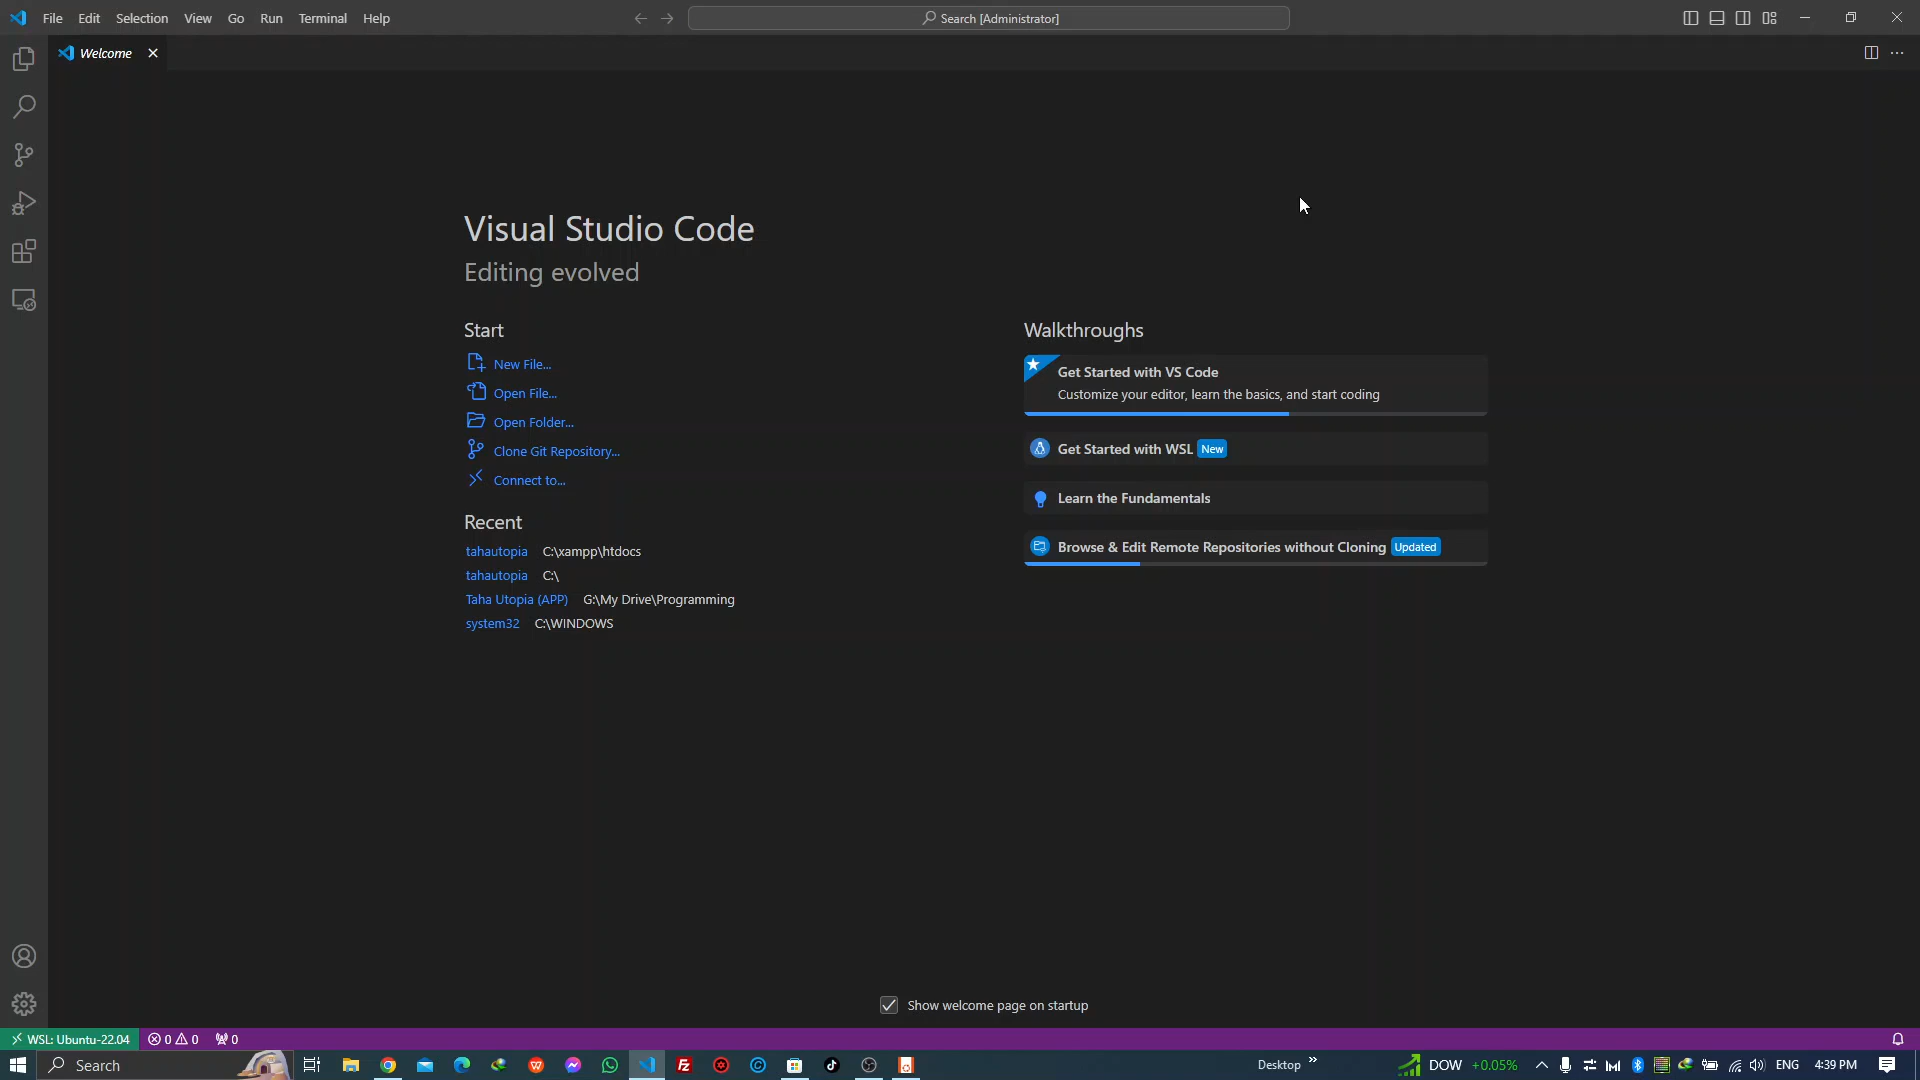 File Edit Selection View Go Run Terminal Help
Search [Administrator]
Welcome
Visual Studio Code
Editing evolved
Start
New File...
Open File...
Open Folder...
Clone Git Repository...
Connect to...
Recent
tahautopia C:\xampp\htdocs
tahautopia C:\
Taha Utopia (APP) G:\My Drive\Programming
system32 C:\WINDOWS
Walkthroughs
Get Started with VS Code
Customize your editor, learn the basics, and start coding
Get Started with WSL New
Learn the Fundamentals
Browse & Edit Remote Repositories without Cloning Updated
Show welcome page on startup
WSL: Ubuntu-22.04 0 0 0
Search Desktop DOW +0.05% ENG 4:39 PM